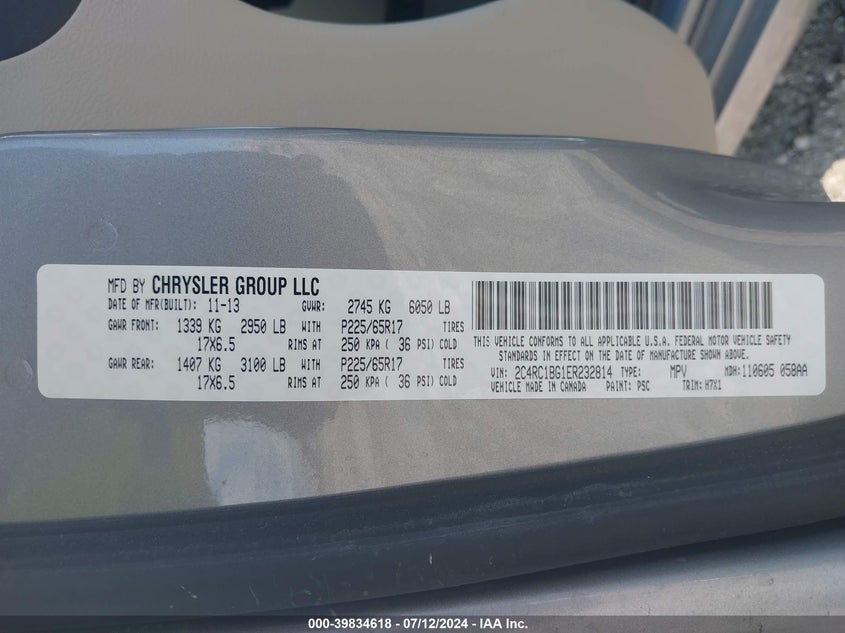 MFD BY CHRYSLER GROUP LLC
DATE OF MFR(BUILT): 11-13 GVWR: 2745 KG 6050 LB
GAWR FRONT: 1339 KG 2950 LB WITH P225/65R17 TIRES
17X6.5 RIMS AT 250 KPA ( 36 PSI) COLD
GAWR REAR: 1407 KG 3100 LB WITH P225/65R17 TIRES
17X6.5 RIMS AT 250 KPA ( 36 PSI) COLD
THIS VEHICLE CONFORMS TO ALL APPLICABLE U.S.A. FEDERAL MOTOR VEHICLE SAFETY
STANDARDS IN EFFECT ON THE DATE OF MANUFACTURE SHOWN ABOVE.
VIN: 2C4RC1BG1ER232814 TYPE: MPV MDH: 110605 058AA
VEHICLE MADE IN CANADA PAINT: PSC TRIM: H7X1
000-39834618 - 07/12/2024 - IAA Inc.